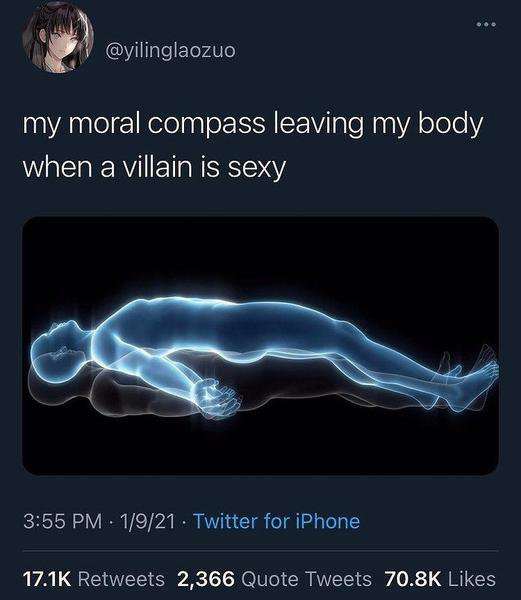 @yilinglaozuo
my moral compass leaving my body
when a villain is sexy
3:55 PM · 1/9/21 · Twitter for iPhone
17.1K Retweets 2,366 Quote Tweets 70.8K Likes